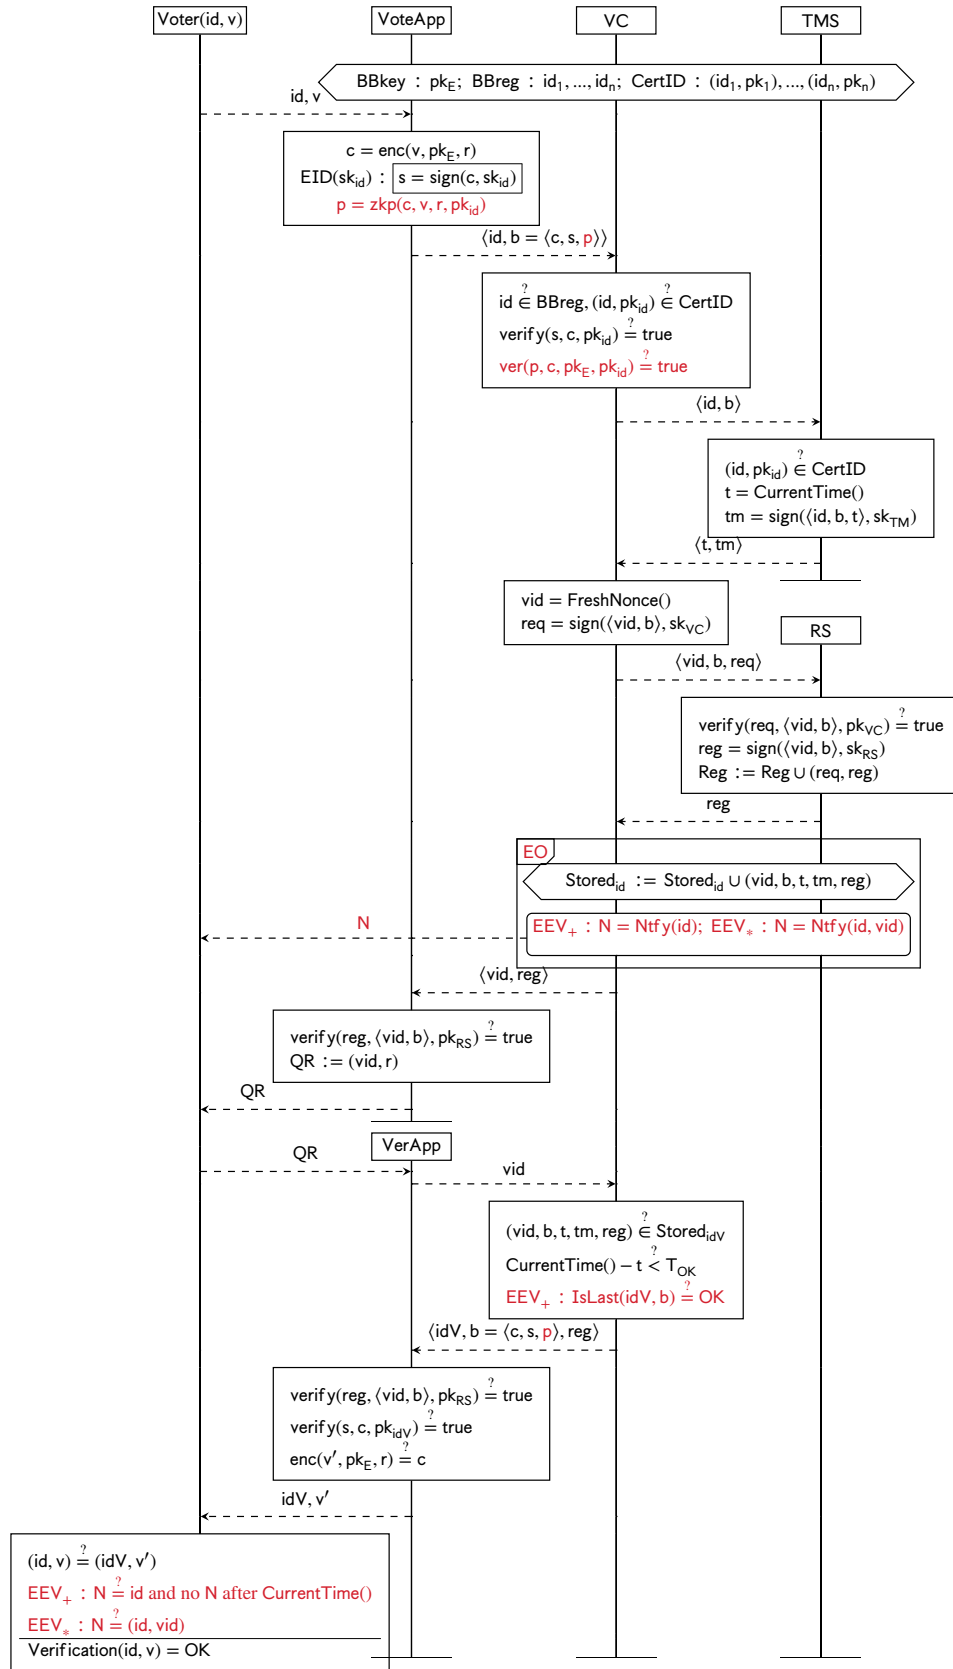 Voter(id, v) VoteApp VC TMS
BBkey : pk_E; BBreg : id_1, ..., id_n; CertID : (id_1, pk_1), ..., (id_n, pk_n)
id, v
c = enc(v, pk_E, r)
EID(sk_id) : s = sign(c, sk_id)
p = zkp(c, v, r, pk_id)
⟨id, b = ⟨c, s, p⟩⟩
id ∈? BBreg, (id, pk_id) ∈? CertID
verify(s, c, pk_id) =? true
ver(p, c, pk_E, pk_id) =? true
⟨id, b⟩
(id, pk_id) ∈? CertID
t = CurrentTime()
tm = sign(⟨id, b, t⟩, sk_TM)
⟨t, tm⟩
vid = FreshNonce()
req = sign(⟨vid, b⟩, sk_VC)
RS
⟨vid, b, req⟩
verify(req, ⟨vid, b⟩, pk_VC) =? true
reg = sign(⟨vid, b⟩, sk_RS)
Reg := Reg ∪ (req, reg)
reg
EO
Stored_id := Stored_id ∪ (vid, b, t, tm, reg)
N
EEV_+ : N = Ntfy(id); EEV_* : N = Ntfy(id, vid)
⟨vid, reg⟩
verify(reg, ⟨vid, b⟩, pk_RS) =? true
QR := (vid, r)
QR
VerApp
QR
vid
(vid, b, t, tm, reg) ∈? Stored_idV
CurrentTime() − t <? T_OK
EEV_+ : IsLast(idV, b) =? OK
⟨idV, b = ⟨c, s, p⟩, reg⟩
verify(reg, ⟨vid, b⟩, pk_RS) =? true
verify(s, c, pk_idV) =? true
enc(v′, pk_E, r) =? c
idV, v′
(id, v) =? (idV, v′)
EEV_+ : N =? id and no N after CurrentTime()
EEV_* : N =? (id, vid)
Verification(id, v) = OK